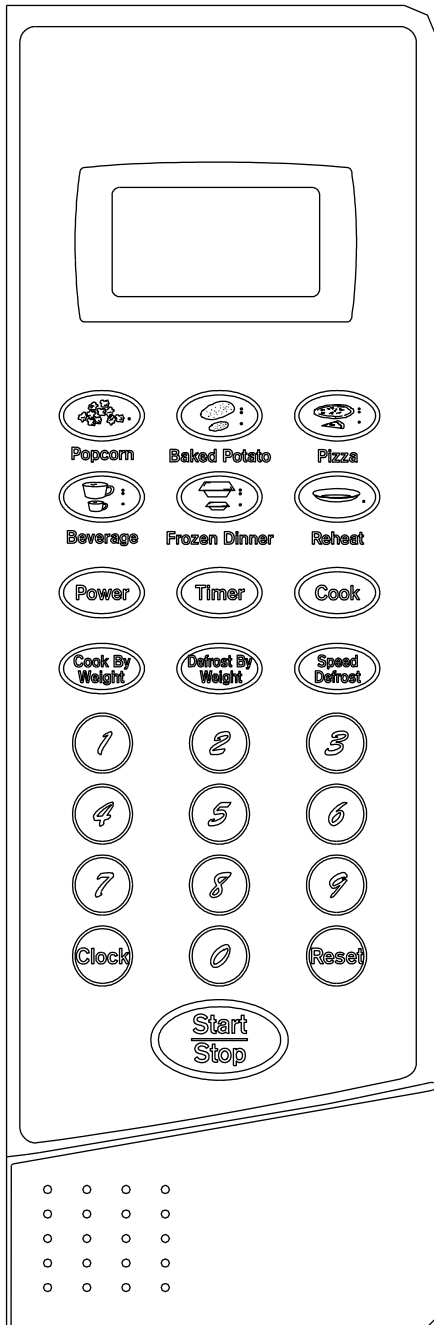 Popcorn Baked Potato Pizza
Beverage Frozen Dinner Reheat
Power Timer Cook
Cook By Weight Defrost By Weight Speed Defrost
1 2 3
4 5 6
7 8 9
Clock 0 Reset
Start
Stop